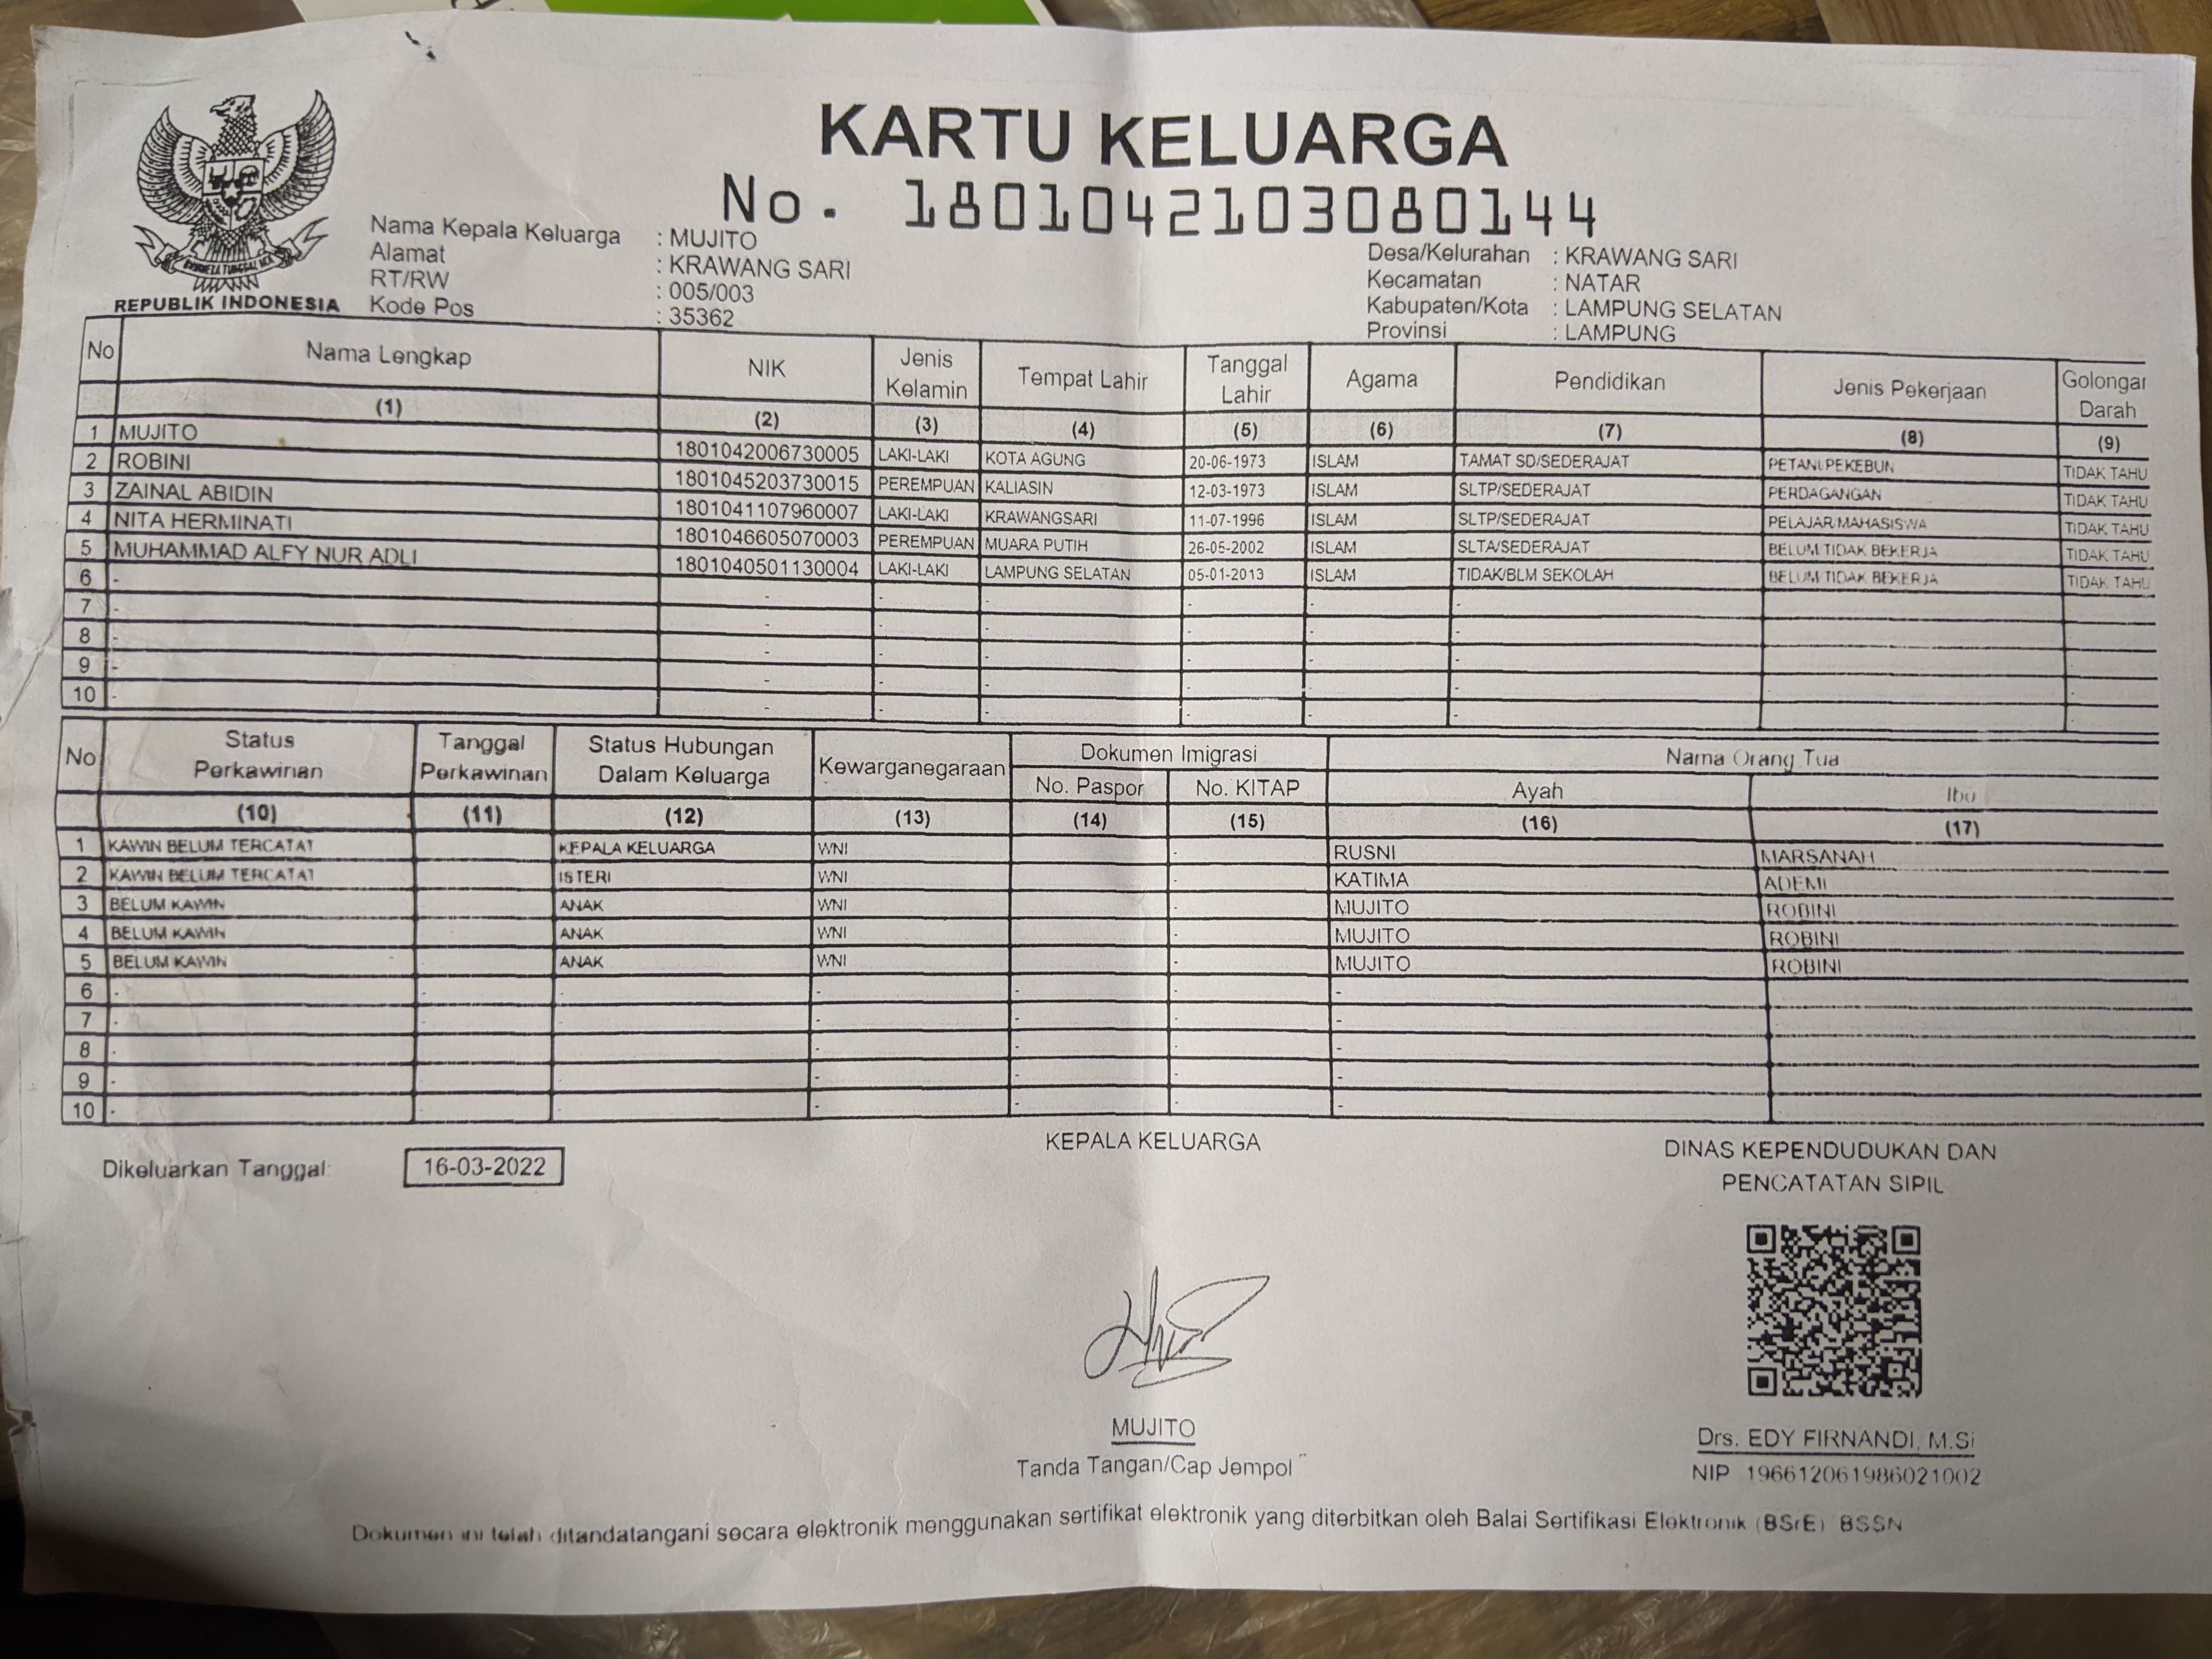 KARTU KELUARGA
No. 1801042103080144
REPUBLIK INDONESIA
Nama Kepala Keluarga : MUJITO
Alamat : KRAWANG SARI
RT/RW : 005/003
Kode Pos : 35362
Desa/Kelurahan : KRAWANG SARI
Kecamatan : NATAR
Kabupaten/Kota : LAMPUNG SELATAN
Provinsi : LAMPUNG
No Nama Lengkap NIK Jenis Kelamin Tempat Lahir Tanggal Lahir Agama Pendidikan Jenis Pekerjaan Golongan Darah
(1) (2) (3) (4) (5) (6) (7) (8) (9)
1 MUJITO 1801042006730005 LAKI-LAKI KOTA AGUNG 20-06-1973 ISLAM TAMAT SD/SEDERAJAT PETANI/PEKEBUN TIDAK TAHU
2 ROBINI 1801045203730015 PEREMPUAN KALIASIN 12-03-1973 ISLAM SLTP/SEDERAJAT PERDAGANGAN TIDAK TAHU
3 ZAINAL ABIDIN 1801041107960007 LAKI-LAKI KRAWANGSARI 11-07-1996 ISLAM SLTP/SEDERAJAT PELAJAR/MAHASISWA TIDAK TAHU
4 NITA HERMINATI 1801046605070003 PEREMPUAN MUARA PUTIH 26-05-2002 ISLAM SLTA/SEDERAJAT BELUM/TIDAK BEKERJA TIDAK TAHU
5 MUHAMMAD ALFY NUR ADLI 1801040501130004 LAKI-LAKI LAMPUNG SELATAN 05-01-2013 ISLAM TIDAK/BLM SEKOLAH BELUM/TIDAK BEKERJA TIDAK TAHU
6 - - - - - - -
7 - - - - - - -
8 - - - - - - -
9 - - - - - - -
10 - - - - - - -
No Status Perkawinan Tanggal Perkawinan Status Hubungan Dalam Keluarga Kewarganegaraan Dokumen Imigrasi Nama Orang Tua
No. Paspor No. KITAP Ayah Ibu
(10) (11) (12) (13) (14) (15) (16) (17)
1 KAWIN BELUM TERCATAT KEPALA KELUARGA WNI - RUSNI MARSANAH
2 KAWIN BELUM TERCATAT ISTERI WNI - KATIMA ADEMI
3 BELUM KAWIN ANAK WNI - MUJITO ROBINI
4 BELUM KAWIN ANAK WNI - MUJITO ROBINI
5 BELUM KAWIN ANAK WNI - MUJITO ROBINI
6 - - - - - - -
7 - - - - - - -
8 - - - - - - -
9 - - - - - - -
10 - - - - - - -
Dikeluarkan Tanggal: 16-03-2022
KEPALA KELUARGA
MUJITO
Tanda Tangan/Cap Jempol
DINAS KEPENDUDUKAN DAN
PENCATATAN SIPIL
Drs. EDY FIRNANDI, M.Si
NIP 196612061986021002
Dokumen ini telah ditandatangani secara elektronik menggunakan sertifikat elektronik yang diterbitkan oleh Balai Sertifikasi Elektronik (BSrE) BSSN